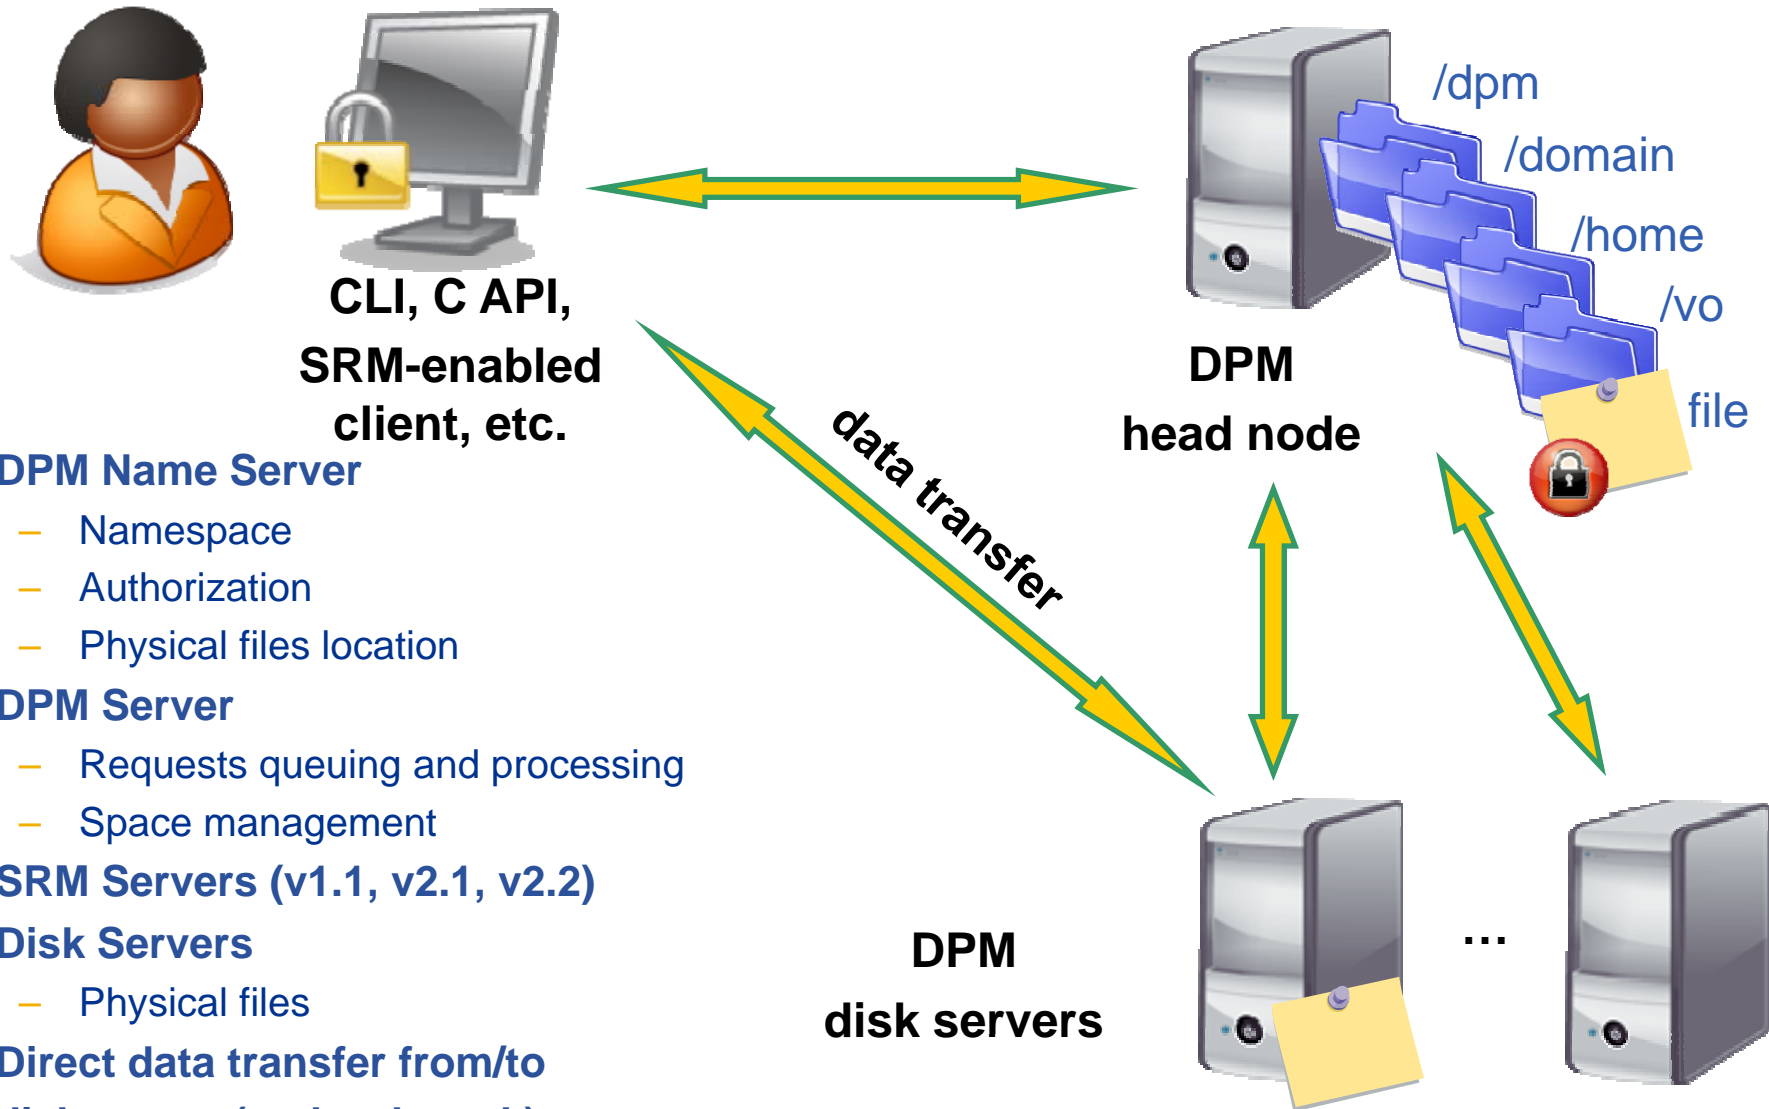 /dpm
/domain
/home
/vo
file
CLI, C API,
SRM-enabled
client, etc.
DPM
head node
data transfer
DPM Name Server
– Namespace
– Authorization
– Physical files location
DPM Server
– Requests queuing and processing
– Space management
SRM Servers (v1.1, v2.1, v2.2)
Disk Servers
– Physical files
Direct data transfer from/to
DPM
disk servers
...